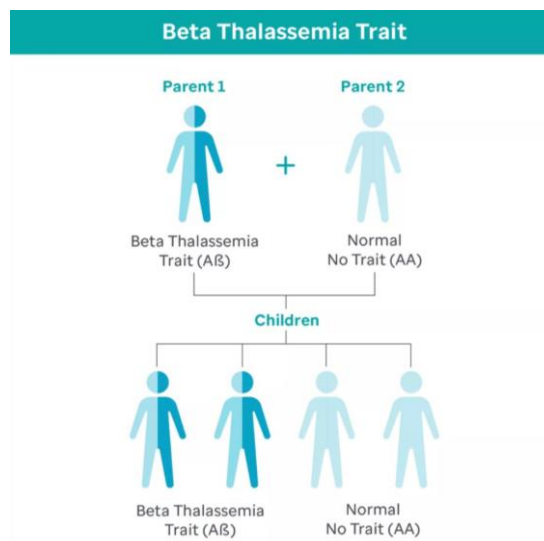 Beta Thalassemia Trait
Parent 1
Parent 2
+
Beta Thalassemia
Trait (Aß)
Normal
No Trait (AA)
Children
Beta Thalassemia
Trait (Aß)
Normal
No Trait (AA)